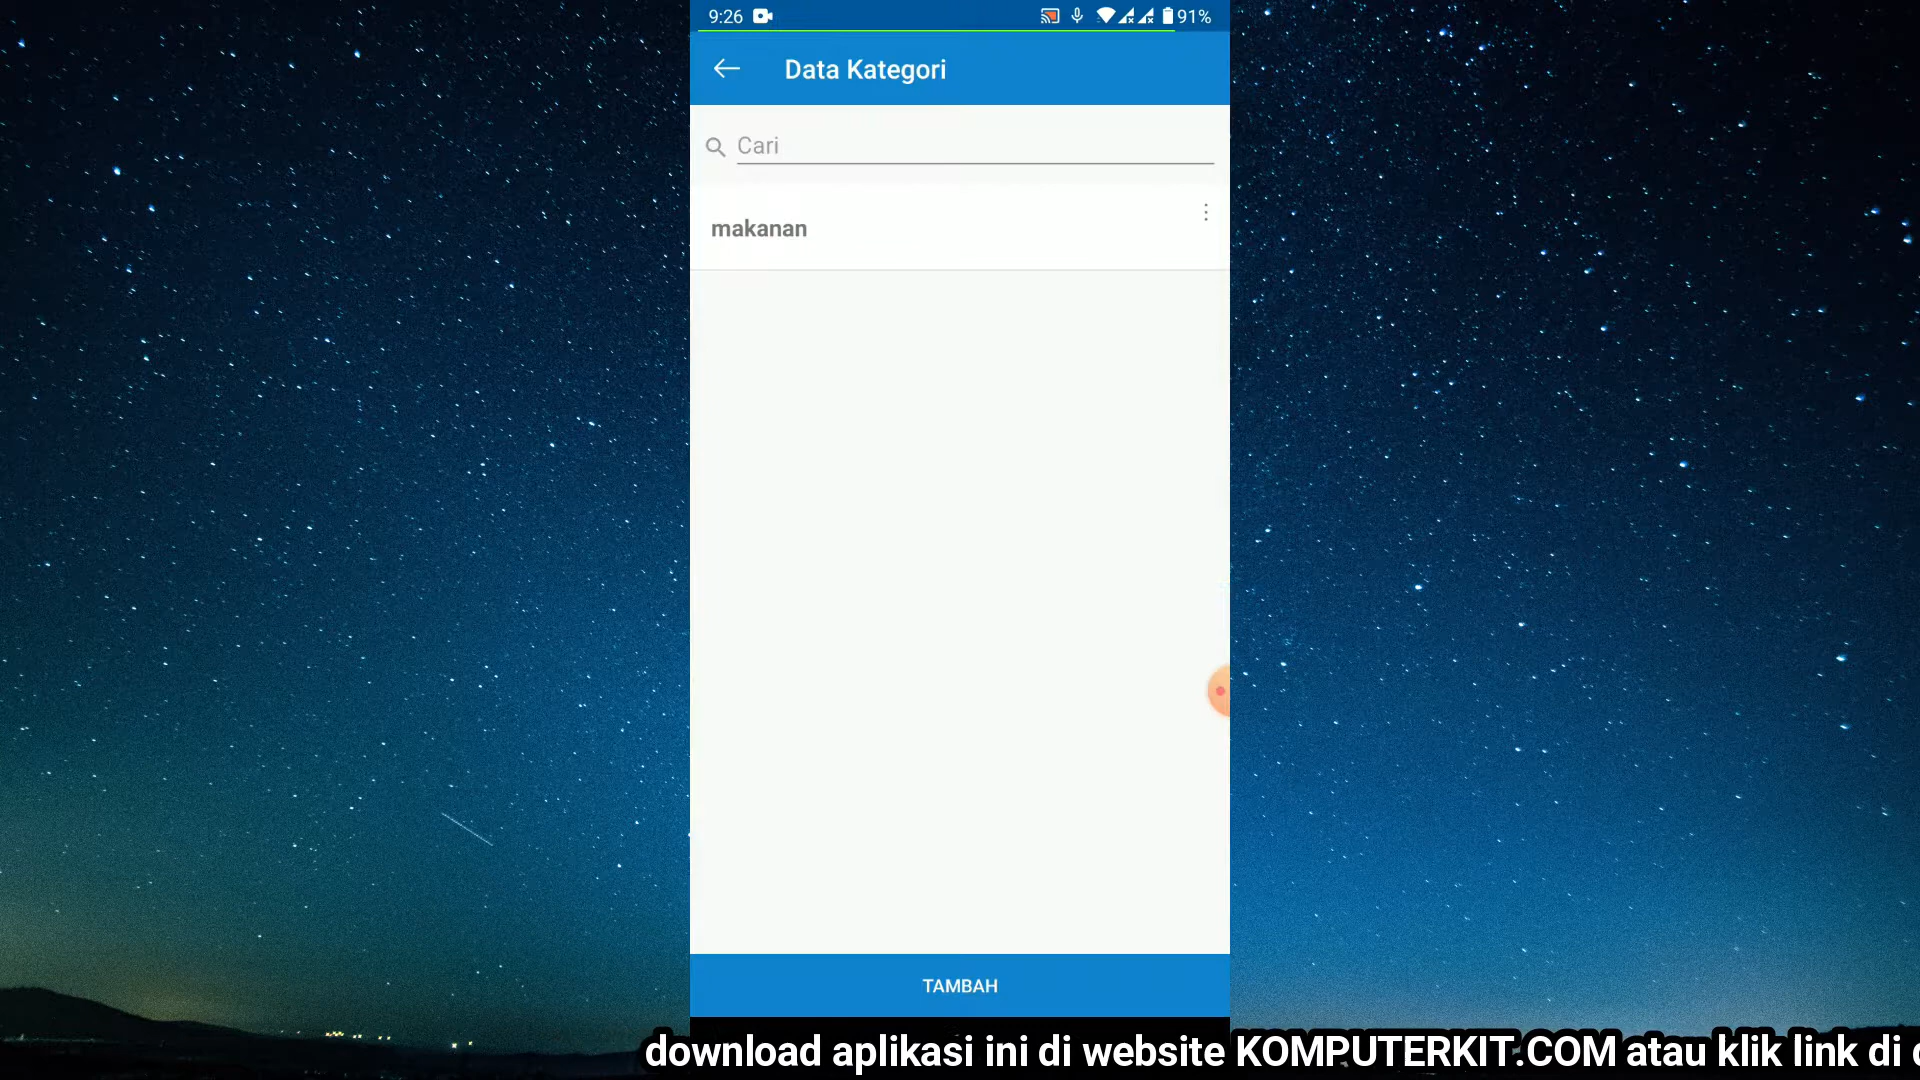 9:26
91%
Data Kategori
Cari
makanan
TAMBAH
download aplikasi ini di website KOMPUTERKIT.COM atau klik link di